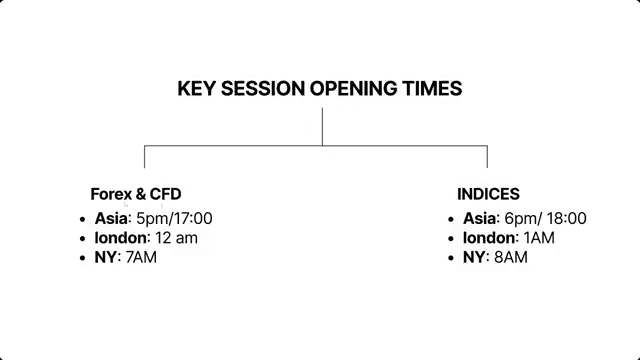 KEY SESSION OPENING TIMES
Forex & CFD
• Asia: 5pm/17:00
• london: 12 am
• NY: 7AM
INDICES
• Asia: 6pm/ 18:00
• london: 1AM
• NY: 8AM